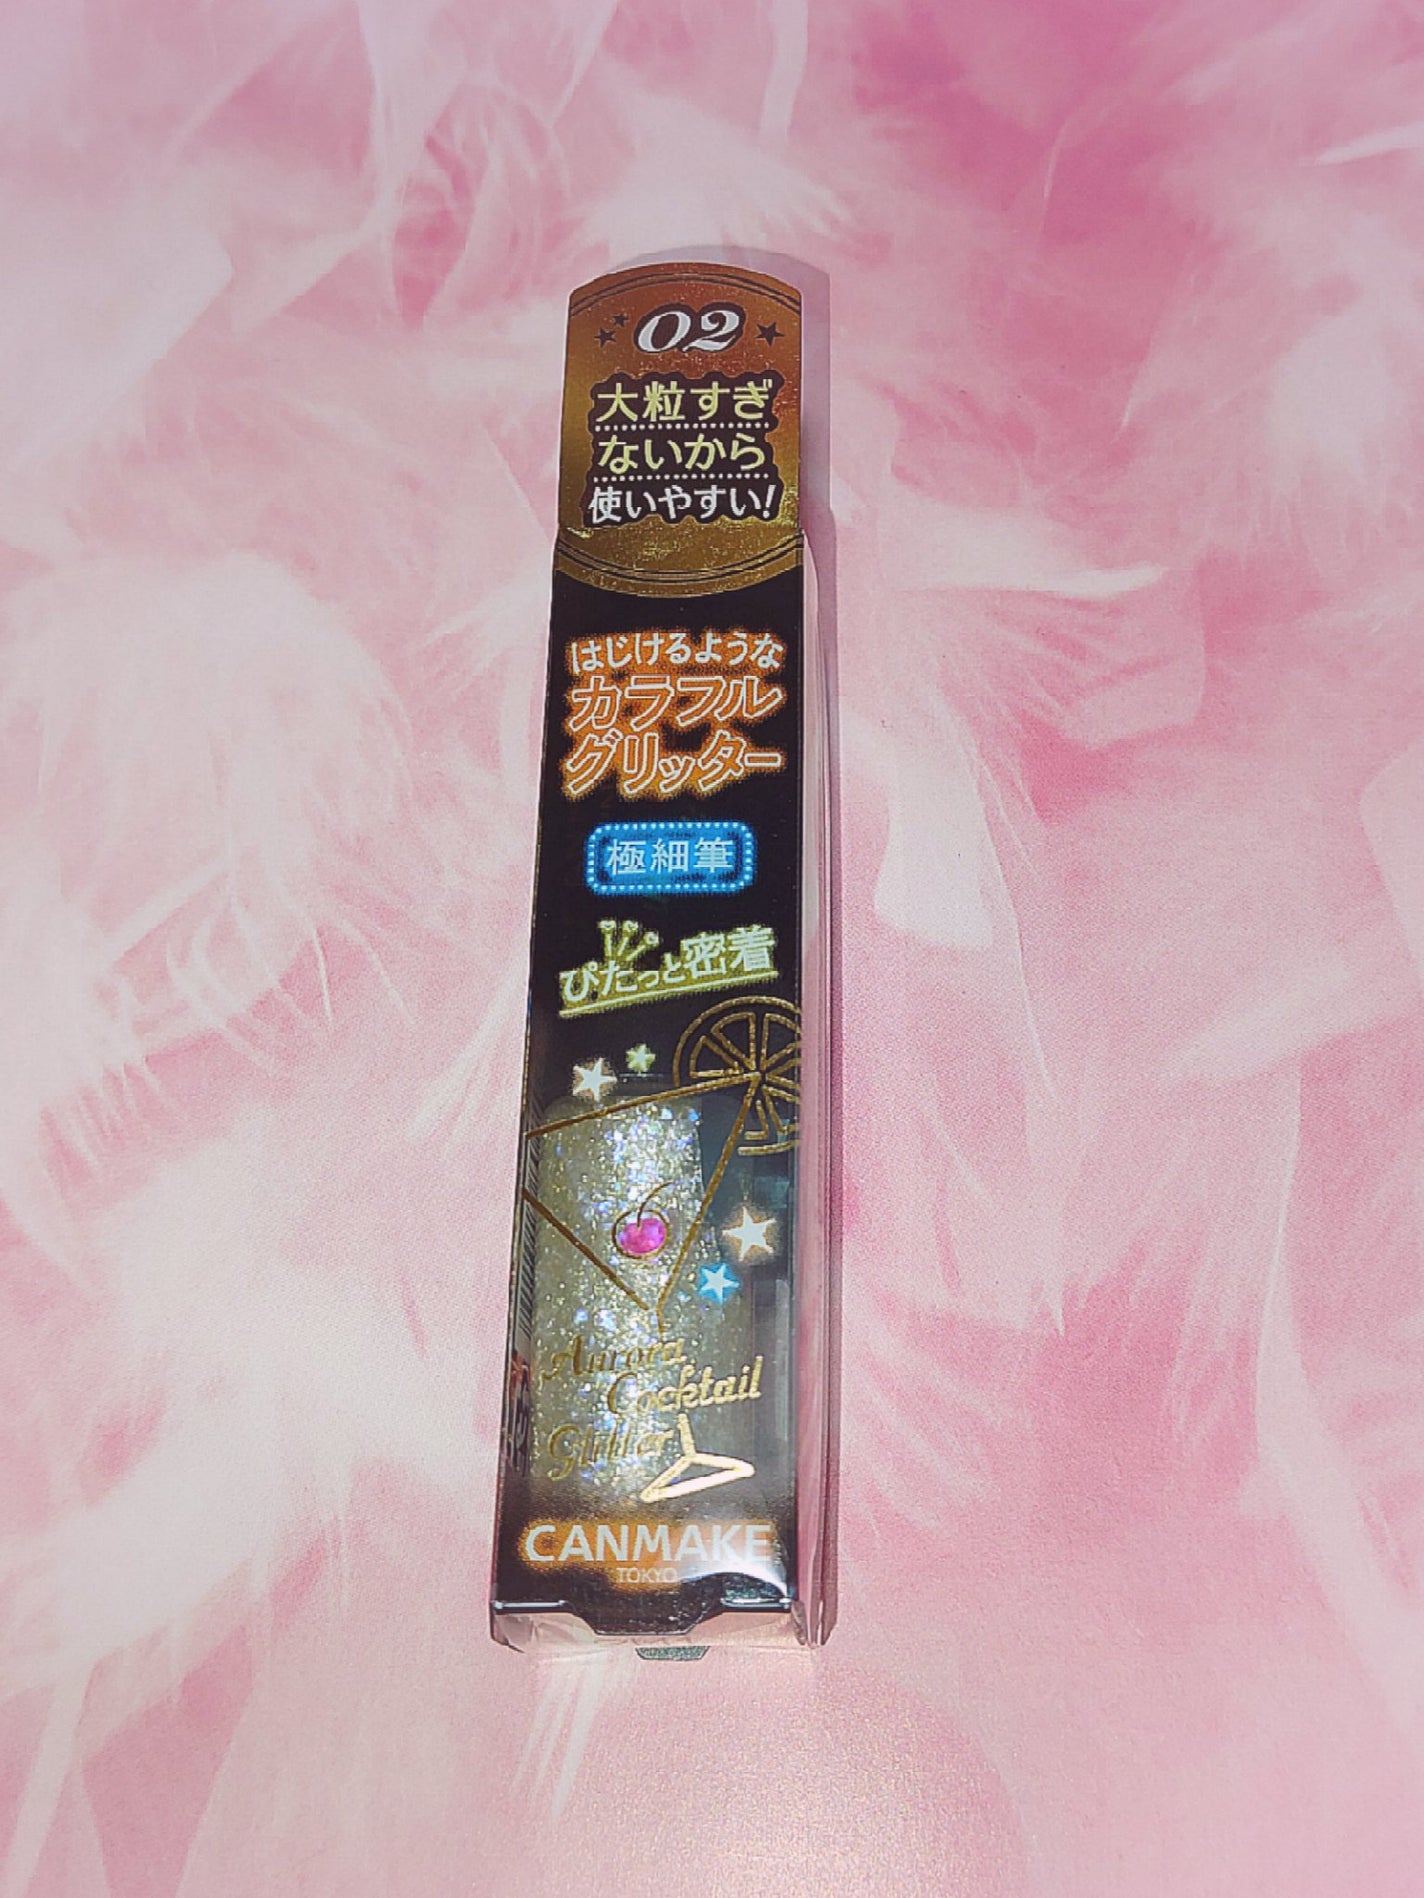 02
大粒すぎ
ないから
使いやすい!
はじけるような
カラフル
グリッター
極細筆
ぴたっと密着
Aurora
Cocktail
Glitter
CANMAKE
TOKYO